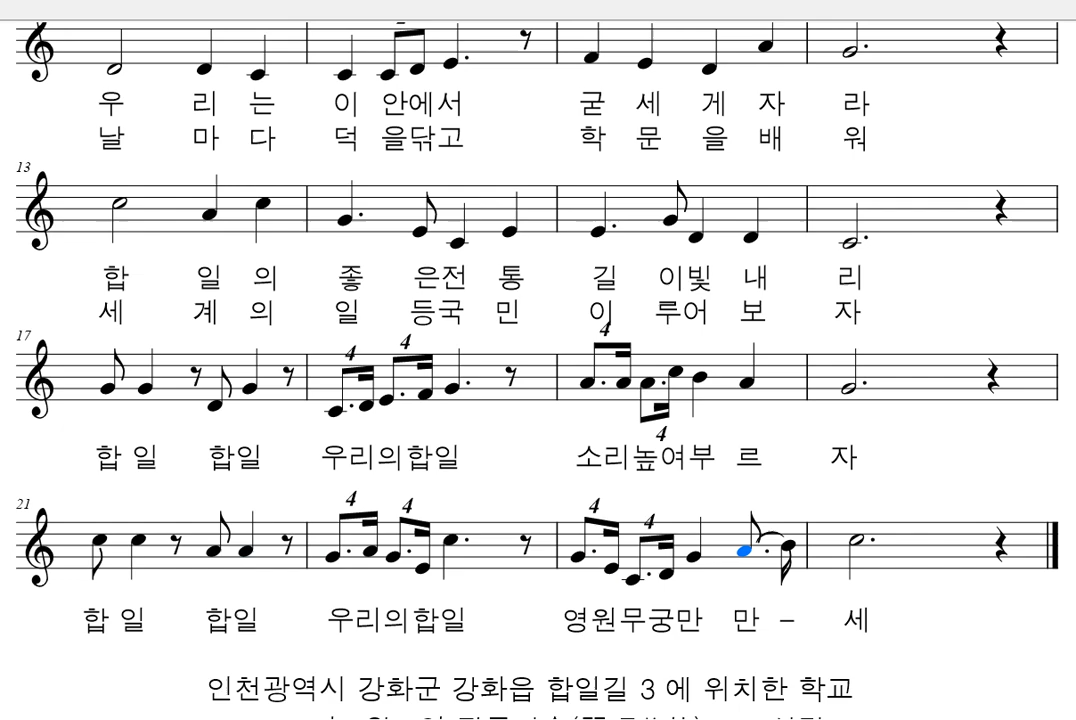 우 리 는 이 안에서 굳 세 게 자 라
날 마 다 덕 을닦고 학 문 을 배 워
13
합 일 의 좋 은전 통 길 이빛 내 리
세 계 의 일 등국 민 이 루어 보 자
17
4 4 4 4
합 일 합일 우리의합일 소리높여부 르 자
21
4 4 4 4
합 일 합일 우리의합일 영원무궁만 만 – 세
인천광역시 강화군 강화읍 합일길 3 에 위치한 학교